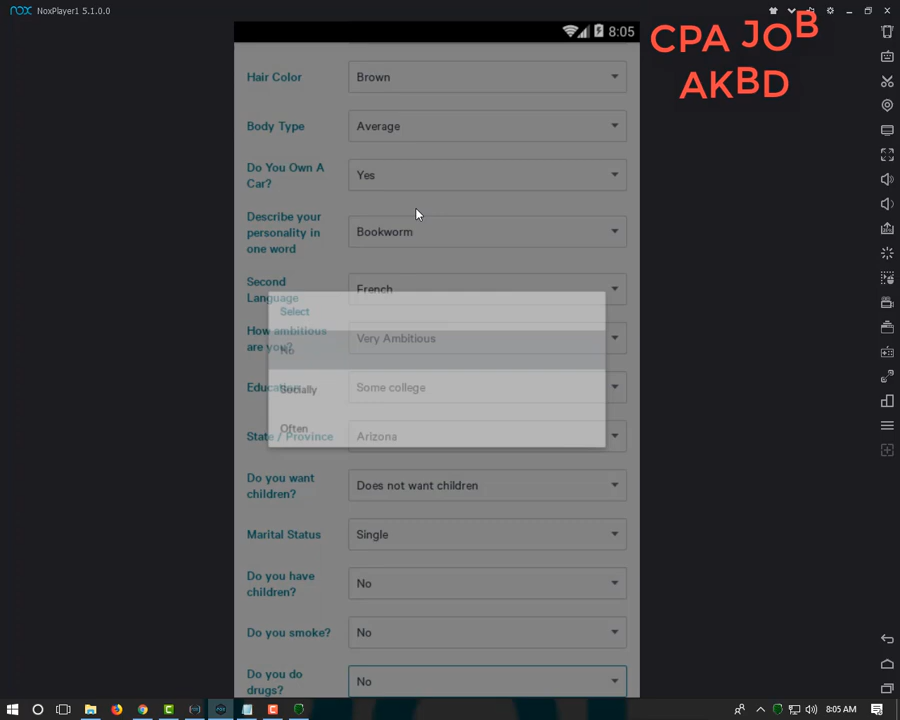 nox NoxPlayer1 5.1.0.0
8:05
CPA JOB
AKBD
Hair Color Brown
Body Type Average
Do You Own A
Car?
Yes
Describe your
personality in
one word
Bookworm
Second
Language
French
Select
No
Socially
Often
How ambitious
are you?
Very Ambitious
Education Some college
State / Province Arizona
Do you want
children?
Does not want children
Marital Status Single
Do you have
children?
No
Do you smoke? No
Do you do
drugs?
No
8:05 AM